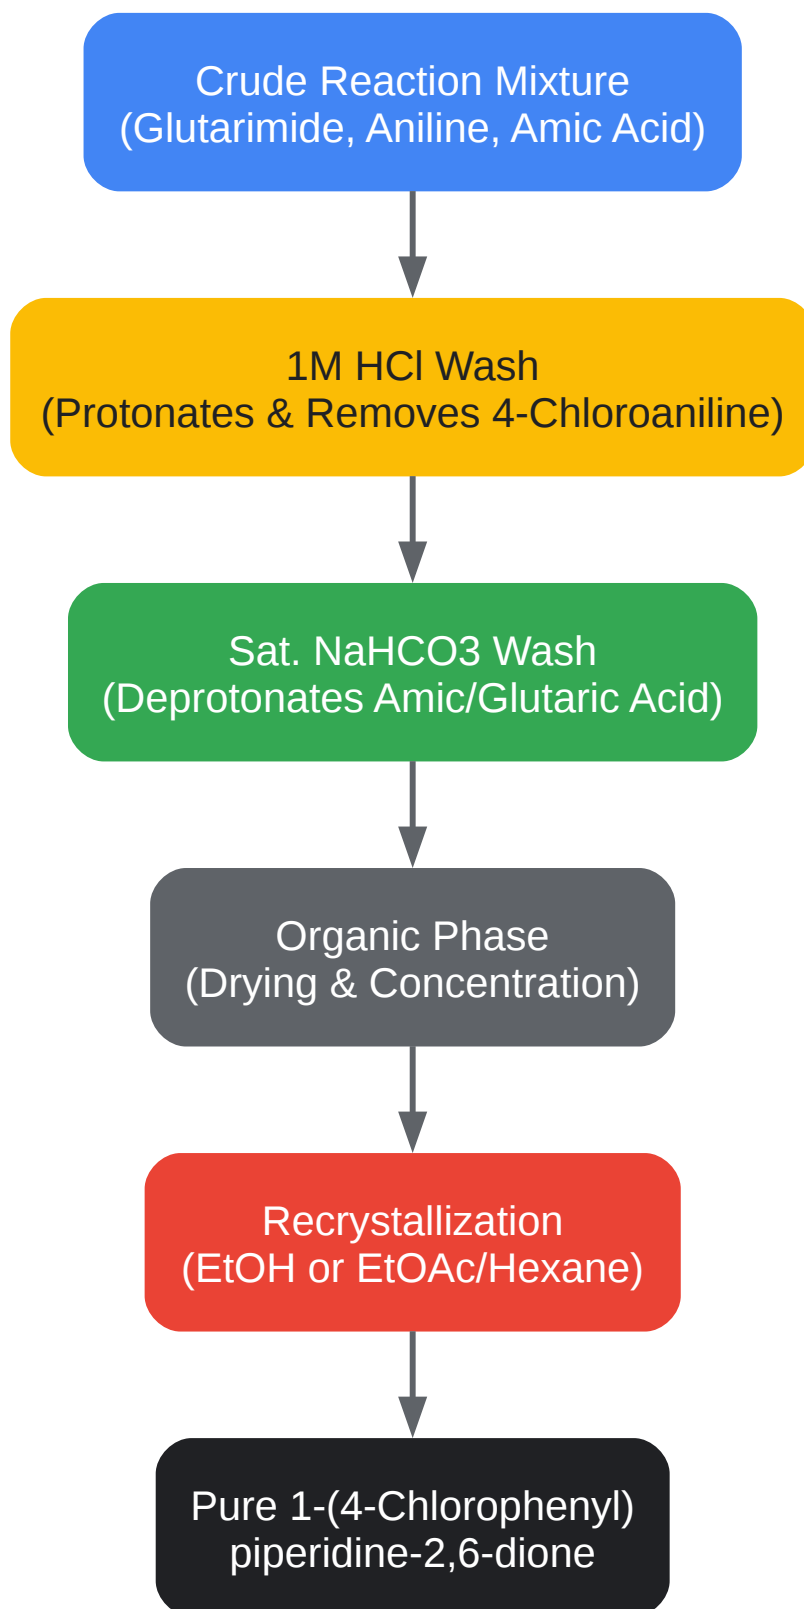 Crude Reaction Mixture
(Glutarimide, Aniline, Amic Acid)
1M HCl Wash
(Protonates & Removes 4-Chloroaniline)
Sat. NaHCO3 Wash
(Deprotonates Amic/Glutaric Acid)
Organic Phase
(Drying & Concentration)
Recrystallization
(EtOH or EtOAc/Hexane)
Pure 1-(4-Chlorophenyl)
piperidine-2,6-dione